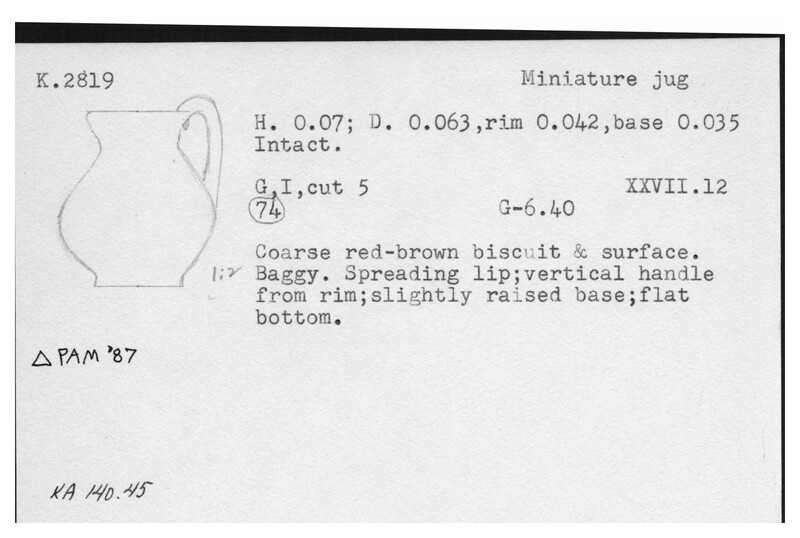 K.2819 Miniature jug
H. 0.07; D. 0.063,rim 0.042,base 0.035
Intact.
G,I,cut 5 XXVII.12
74 G-6.40
Coarse red-brown biscuit & surface.
1:2 Baggy. Spreading lip;vertical handle
from rim;slightly raised base;flat
bottom.
△ PAM '87
KA 140.45